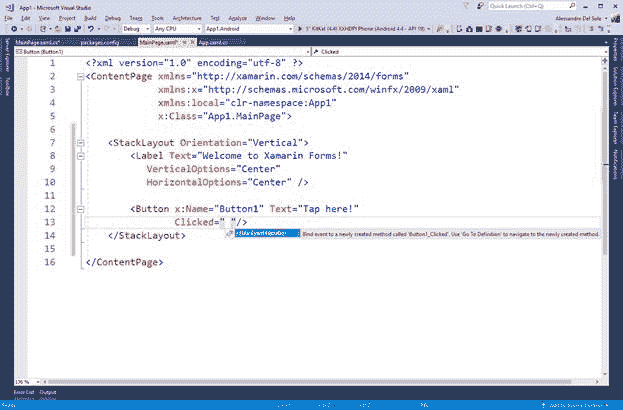 App1 - Microsoft Visual Studio
Quick Launch (Ctrl+Q)
File Edit View Project Build Debug Team Tools Architecture Test Analyze Window Help
Alessandro Del Sole
Debug Any CPU App1.Android 5" KitKat (4.4) XXHDPI Phone (Android 4.4 - API 19)
MainPage.xaml.cs* packages.config MainPage.xaml* App.xaml.cs
Button (Button1) Clicked
1 <?xml version="1.0" encoding="utf-8" ?>
2 <ContentPage xmlns="http://xamarin.com/schemas/2014/forms"
3 xmlns:x="http://schemas.microsoft.com/winfx/2009/xaml"
4 xmlns:local="clr-namespace:App1"
5 x:Class="App1.MainPage">
6
7 <StackLayout Orientation="Vertical">
8 <Label Text="Welcome to Xamarin Forms!"
9 VerticalOptions="Center"
10 HorizontalOptions="Center" />
11
12 <Button x:Name="Button1" Text="Tap here!"
13 Clicked=" "/>
14 </StackLayout>
<New Event Handler>
Bind event to a newly created method called 'Button1_Clicked'. Use 'Go To Definition' to navigate to the newly created method.
15
16 </ContentPage>
Server Explorer
Toolbox
Properties
Solution Explorer
Team Explorer
Notifications
Error List Output